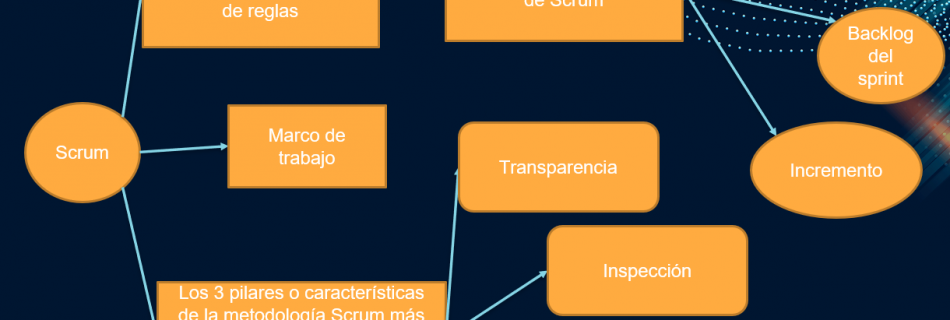 de reglas
de Scrum
Backlog
del
sprint
Scrum
Marco de
trabajo
Transparencia
Incremento
Inspección
Los 3 pilares o características
de la metodología Scrum más